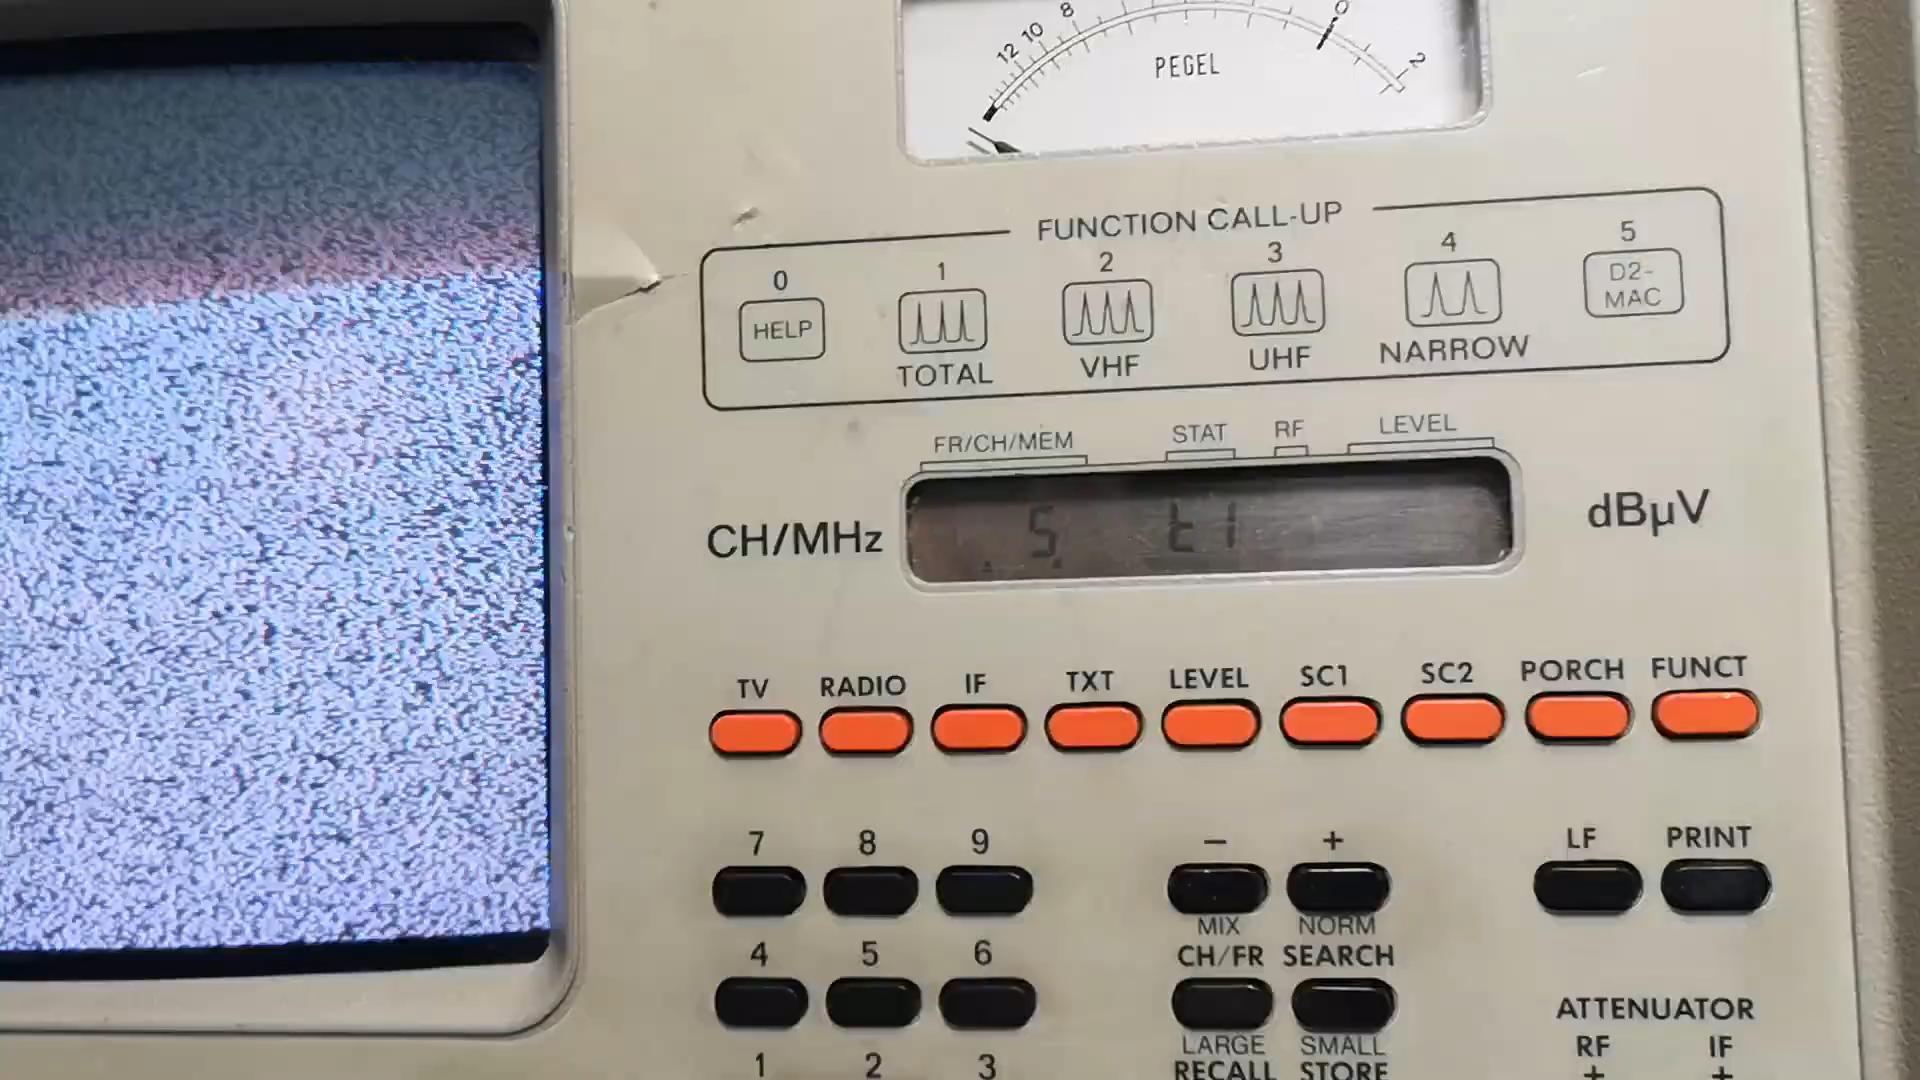 12 10 8 0 2
PEGEL
FUNCTION CALL-UP
0 1 2 3 4 5
HELP D2-MAC
TOTAL VHF UHF NARROW
FR/CH/MEM STAT RF LEVEL
CH/MHz 5 t1 dBµV
TV RADIO IF TXT LEVEL SC1 SC2 PORCH FUNCT
7 8 9 − + LF PRINT
MIX NORM
4 5 6 CH/FR SEARCH
ATTENUATOR
LARGE SMALL RF IF
1 2 3 RECALL STORE + +